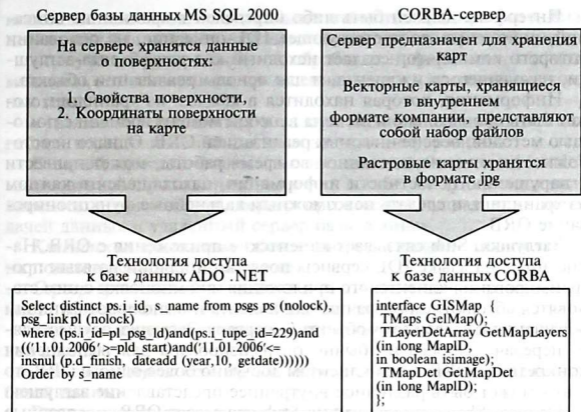 Сервер базы данных MS SQL 2000
На сервере хранятся данные
о поверхностях:
1. Свойства поверхности,
2. Координаты поверхности
на карте
Технология доступа
к базе данных ADO .NET
Select distinct ps.i_id, s_name from psgs ps (nolock),
psg_link pl (nolock)
Where (ps.i_id=pl_psg_ld)and(ps.i_tupe_id=229)and
(('11.01.2006' >=pld_start)and('11.01.2006'<=
isnul (p.d_finish, dateadd (year,10, getdate))))))
Order by s_name
CORBA-сервер
Сервер предназначен для хранения
карт
Векторные карты, хранящиеся
в внутреннем
формате компании, представляют
собой набор файлов
Растровые карты хранятся
в формате jpg
Технология доступа
к базе данных CORBA
interface GISMap {
TMaps GelMap();
TLayerDetArray GetMapLayers
(in long MapID,
in boolean isimage);
TMapDet GetMapDet
(in long MapID);
};